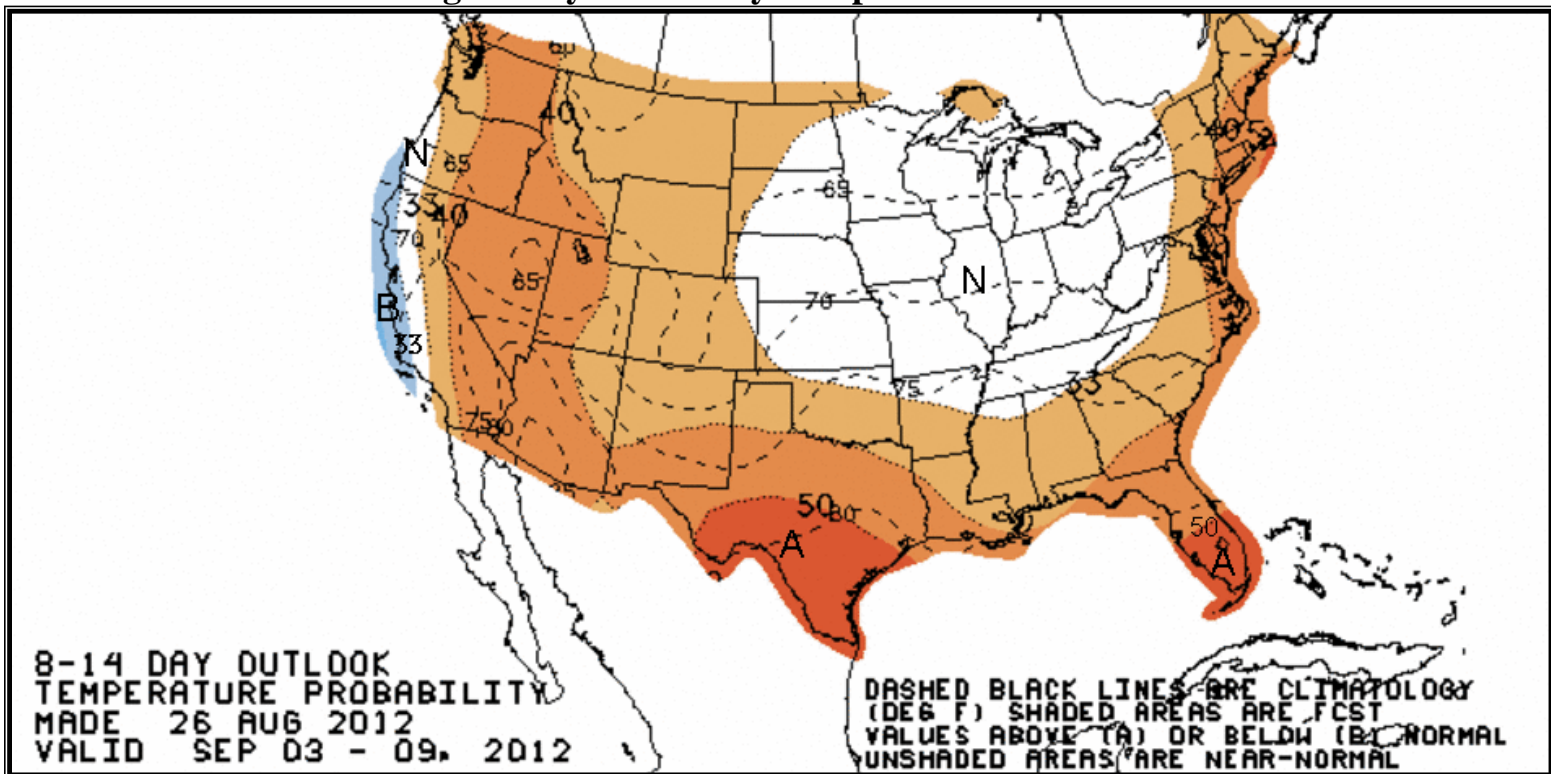 60
40
N
65
33 40
70
65
B
33
75 80
65
70
N
75
33
40
50 80
A
50
A
8-14 DAY OUTLOOK
TEMPERATURE PROBABILITY
MADE 26 AUG 2012
VALID SEP 03 - 09, 2012
DASHED BLACK LINES ARE CLIMATOLOGY
(DEG F) SHADED AREAS ARE FCST
VALUES ABOVE (A) OR BELOW (B) NORMAL
UNSHADED AREAS ARE NEAR-NORMAL